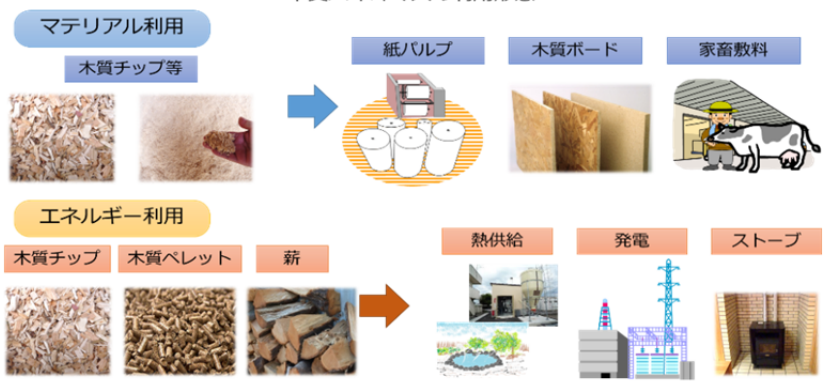 マテリアル利用
木質チップ等
紙パルプ
木質ボード
家畜敷料
エネルギー利用
木質チップ
木質ペレット
薪
熱供給
発電
ストーブ